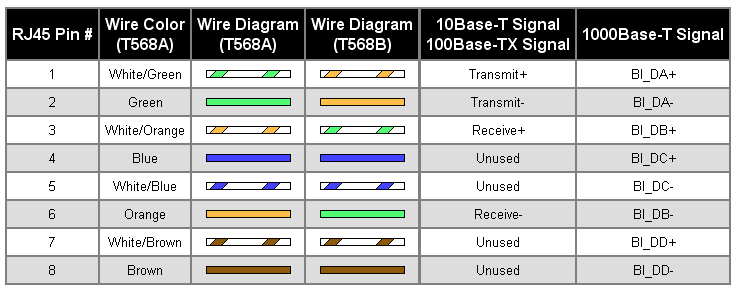 RJ45 Pin # Wire Color (T568A) Wire Diagram (T568A) Wire Diagram (T568B) 10Base-T Signal 100Base-TX Signal 1000Base-T Signal
1 White/Green Transmit+ BI_DA+
2 Green Transmit- BI_DA-
3 White/Orange Receive+ BI_DB+
4 Blue Unused BI_DC+
5 White/Blue Unused BI_DC-
6 Orange Receive- BI_DB-
7 White/Brown Unused BI_DD+
8 Brown Unused BI_DD-